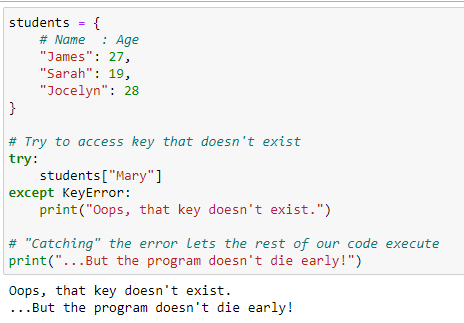 students = {
    # Name  : Age
    "James": 27,
    "Sarah": 19,
    "Jocelyn": 28
}
# Try to access key that doesn't exist
try:
    students["Mary"]
except KeyError:
    print("Oops, that key doesn't exist.")
# "Catching" the error lets the rest of our code execute
print("...But the program doesn't die early!")
Oops, that key doesn't exist.
...But the program doesn't die early!